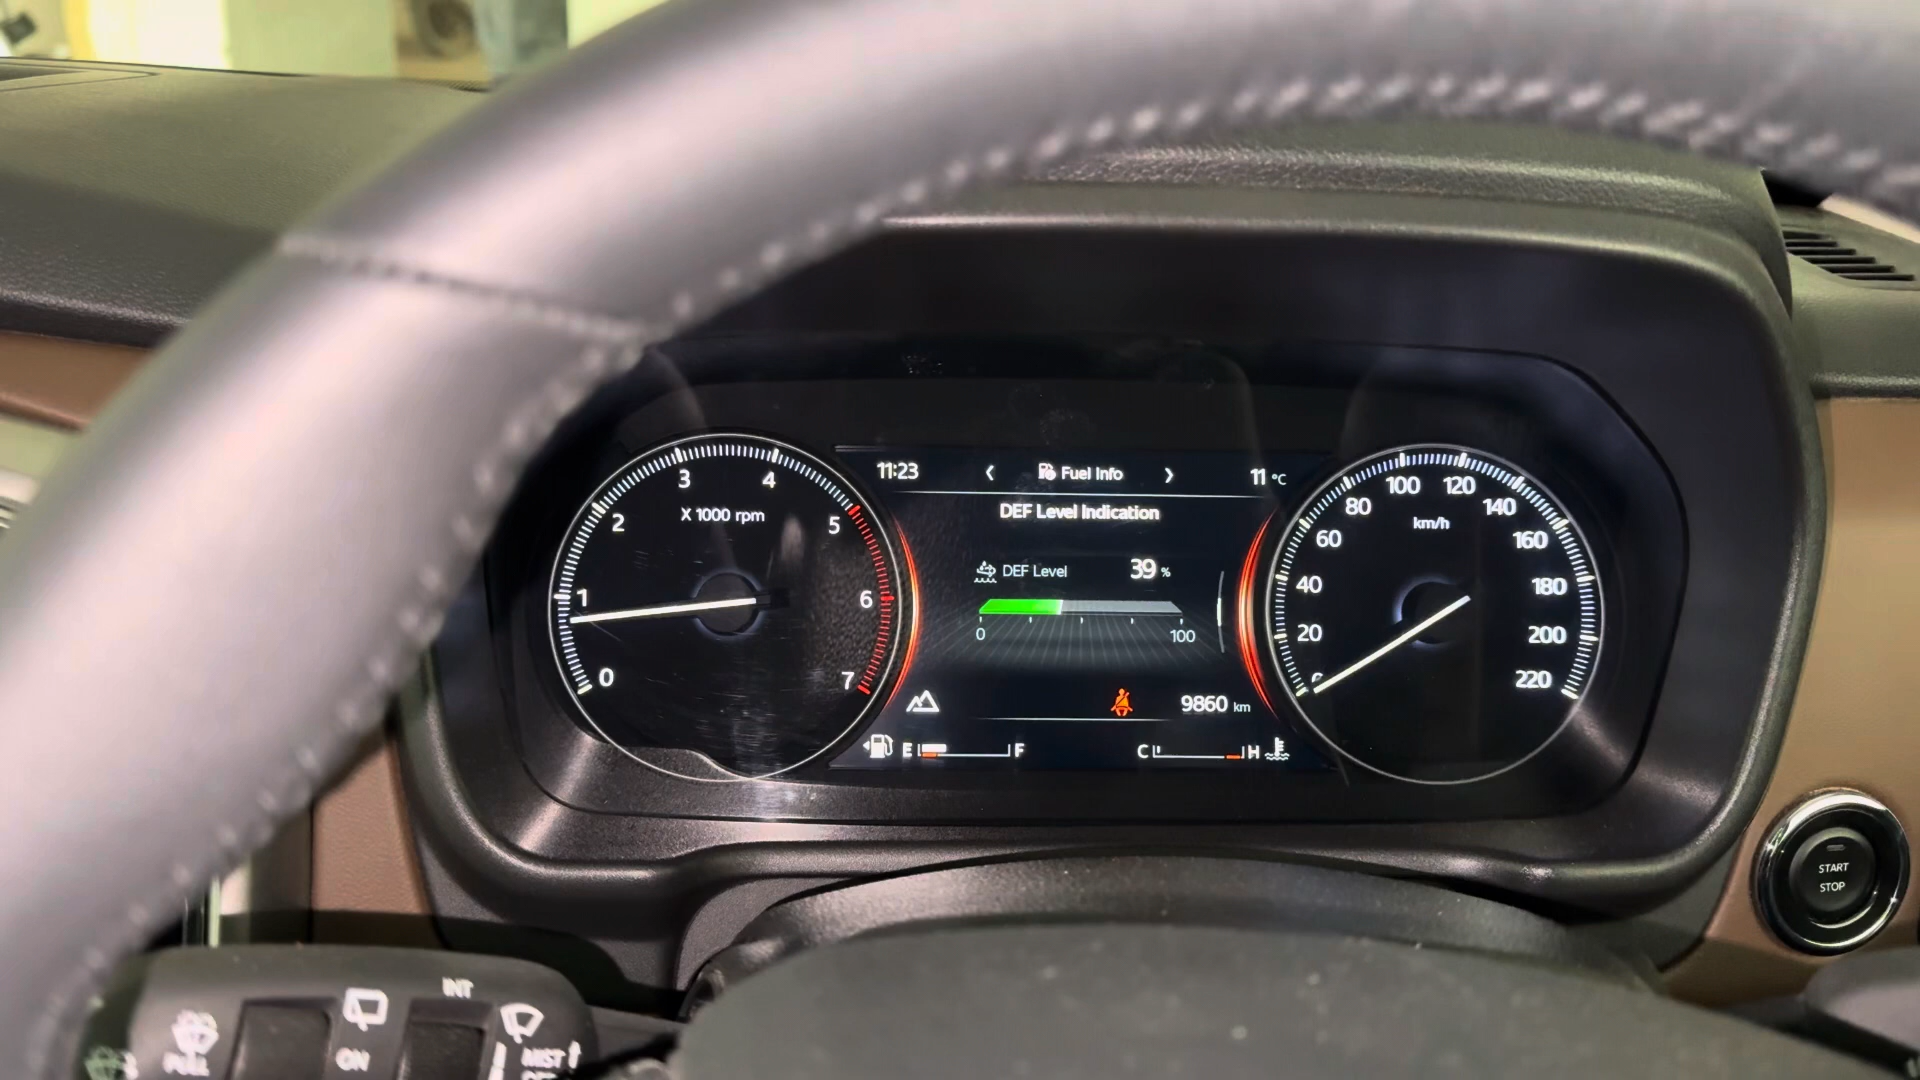 11:23
Fuel Info
11 °C
DEF Level Indication
DEF Level 39 %
0 100
9860 km
E F
C H
X 1000 rpm
0
1
2
3
4
5
6
7
km/h
20
40
60
80
100
120
140
160
180
200
220
START
STOP
INT
PULL
ON
MIST